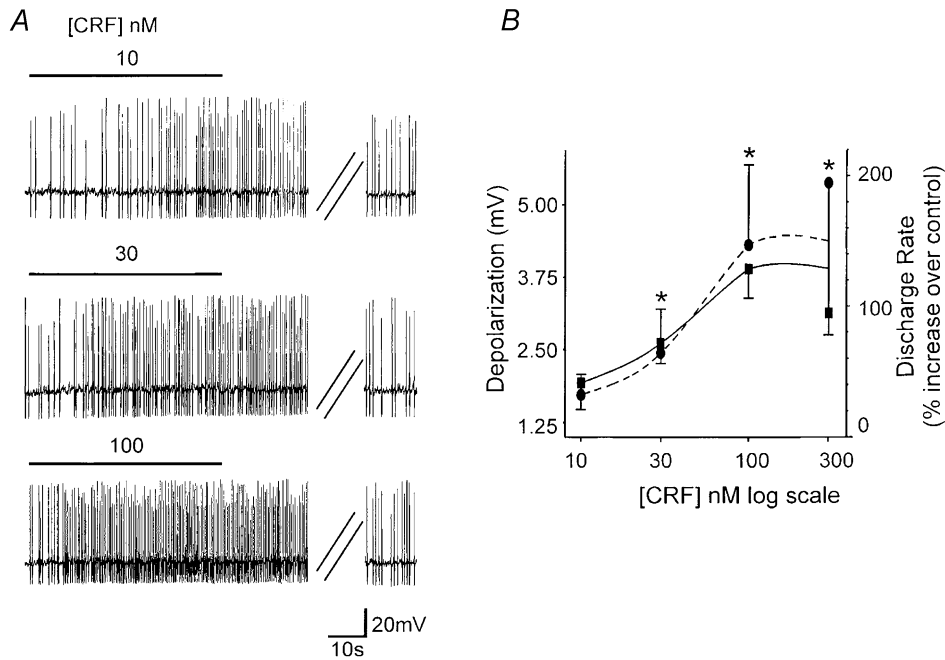 A
[CRF] nM
10
30
100
20mV
10s
B
Depolarization (mV)
5.00
3.75
2.50
1.25
*
*
*
200
100
0
Discharge Rate
(% increase over control)
10
30
100
300
[CRF] nM log scale